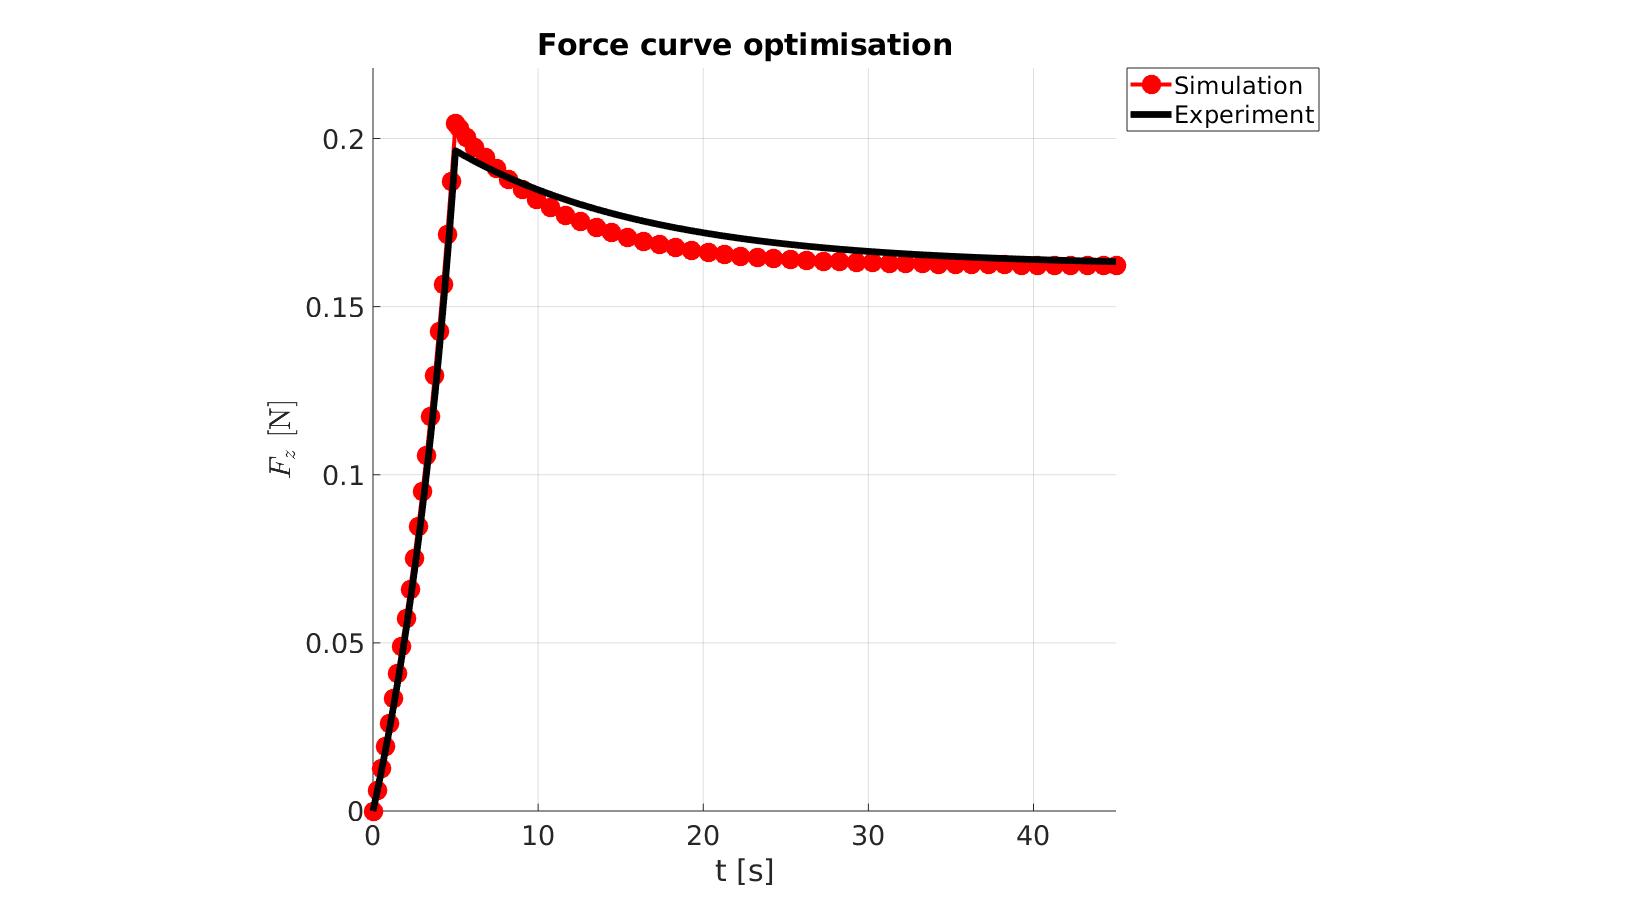 Force curve optimisation
Simulation
Experiment
0.2
0.15
0.1
0.05
0
F_z [N]
0 10 20 30 40
t [s]